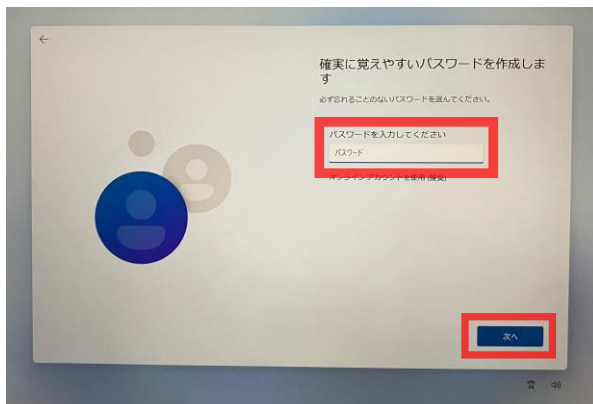 確実に覚えやすいパスワードを作成しま
す
必ず忘れることのないパスワードを選んでください。
パスワードを入力してください
パスワード
オンライン アカウントを使用 (推奨)
次へ